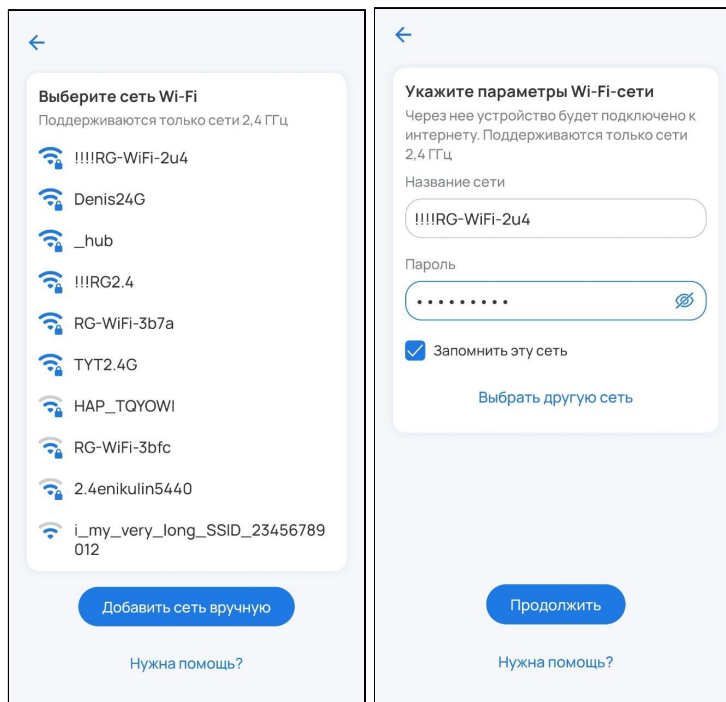 Выберите сеть Wi-Fi
Поддерживаются только сети 2,4 ГГц
!!!!RG-WiFi-2u4
Denis24G
_hub
!!!RG2.4
RG-WiFi-3b7a
TYT2.4G
HAP_TQYOWI
RG-WiFi-3bfc
2.4enikulin5440
i_my_very_long_SSID_23456789
012
Добавить сеть вручную
Нужна помощь?
Укажите параметры Wi-Fi-сети
Через нее устройство будет подключено к
интернету. Поддерживаются только сети
2,4 ГГц
Название сети
!!!!RG-WiFi-2u4
Пароль
•••••••••
Запомнить эту сеть
Выбрать другую сеть
Продолжить
Нужна помощь?